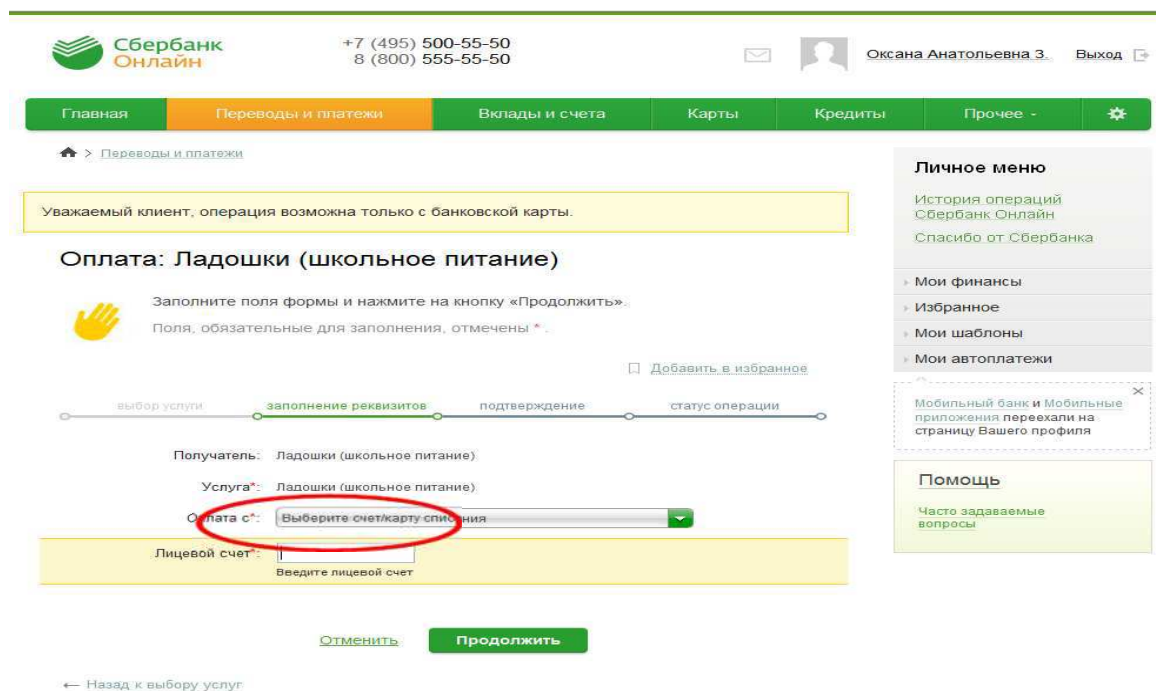 Сбербанк
Онлайн
+7 (495) 500-55-50
8 (800) 555-55-50
Оксана Анатольевна З.
Выход
Главная
Переводы и платежи
Вклады и счета
Карты
Кредиты
Прочее -
> Переводы и платежи
Уважаемый клиент, операция возможна только с банковской карты.
Оплата: Ладошки (школьное питание)
Заполните поля формы и нажмите на кнопку «Продолжить».
Поля, обязательные для заполнения, отмечены * .
Добавить в избранное
выбор услуги
заполнение реквизитов
подтверждение
статус операции
Получатель: Ладошки (школьное питание)
Услуга*: Ладошки (школьное питание)
Оплата с*: Выберите счет/карту списания
Лицевой счет*:
Введите лицевой счет
Отменить
Продолжить
← Назад к выбору услуг
Личное меню
История операций
Сбербанк Онлайн
Спасибо от Сбербанка
Мои финансы
Избранное
Мои шаблоны
Мои автоплатежи
Мобильный банк и Мобильные
приложения переехали на
страницу Вашего профиля
Помощь
Часто задаваемые
вопросы